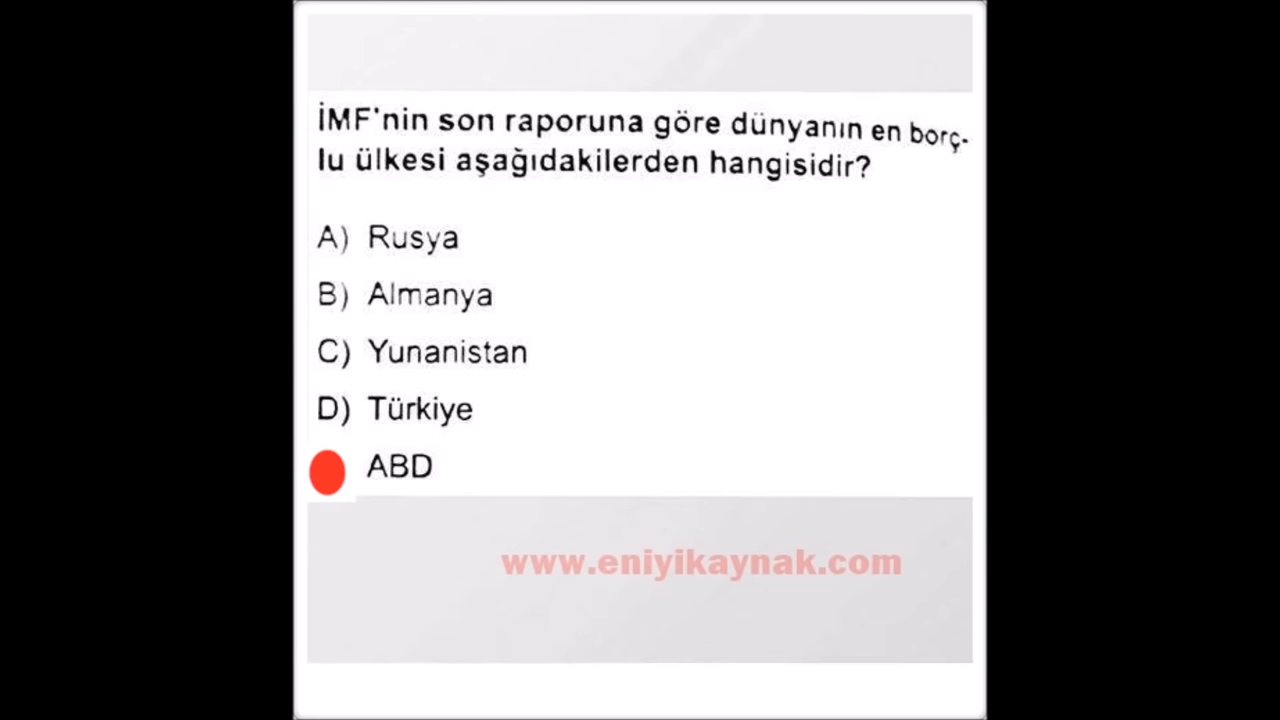 İMF'nin son raporuna göre dünyanın en borç-
lu ülkesi aşağıdakilerden hangisidir?
A) Rusya
B) Almanya
C) Yunanistan
D) Türkiye
ABD
www.eniyikaynak.com